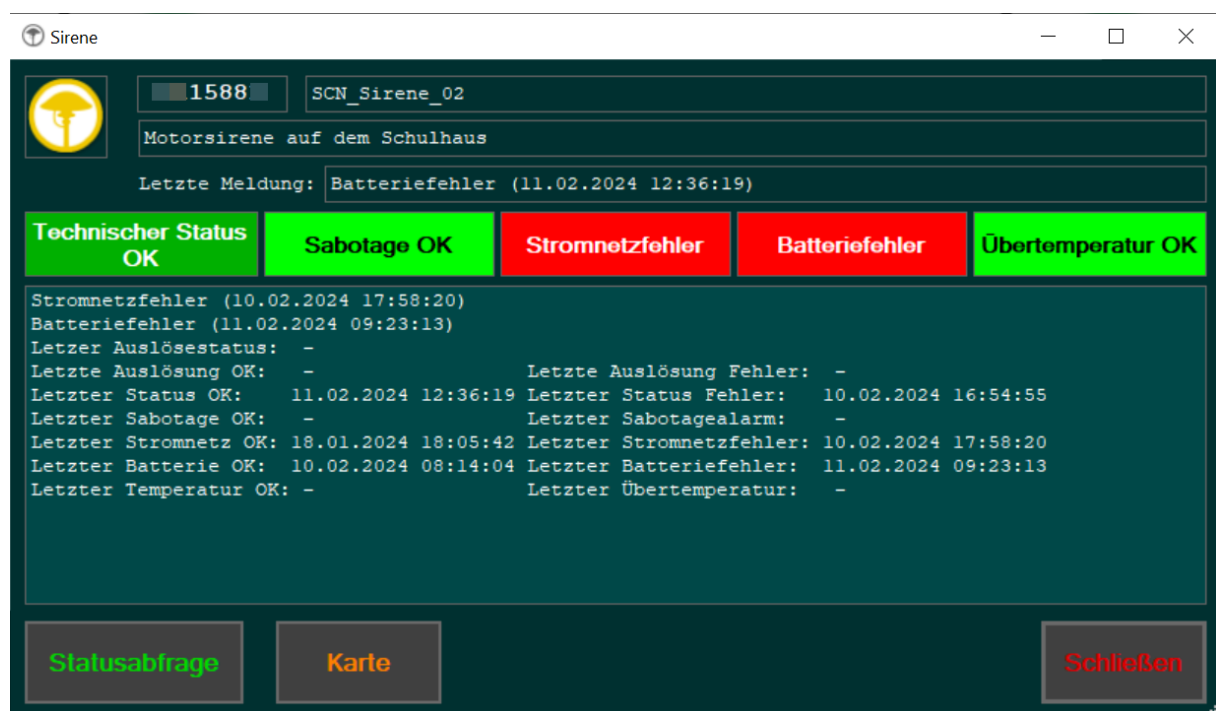 Sirene
1588
SCN_Sirene_02
Motorsirene auf dem Schulhaus
Letzte Meldung: Batteriefehler (11.02.2024 12:36:19)
Technischer Status OK
Sabotage OK
Stromnetzfehler
Batteriefehler
Übertemperatur OK
Stromnetzfehler (10.02.2024 17:58:20)
Batteriefehler (11.02.2024 09:23:13)
Letzer Auslösestatus: -
Letzte Auslösung OK: - Letzte Auslösung Fehler: -
Letzter Status OK: 11.02.2024 12:36:19 Letzter Status Fehler: 10.02.2024 16:54:55
Letzter Sabotage OK: - Letzter Sabotagealarm: -
Letzter Stromnetz OK: 18.01.2024 18:05:42 Letzter Stromnetzfehler: 10.02.2024 17:58:20
Letzter Batterie OK: 10.02.2024 08:14:04 Letzter Batteriefehler: 11.02.2024 09:23:13
Letzter Temperatur OK: - Letzter Übertemperatur: -
Statusabfrage
Karte
Schließen